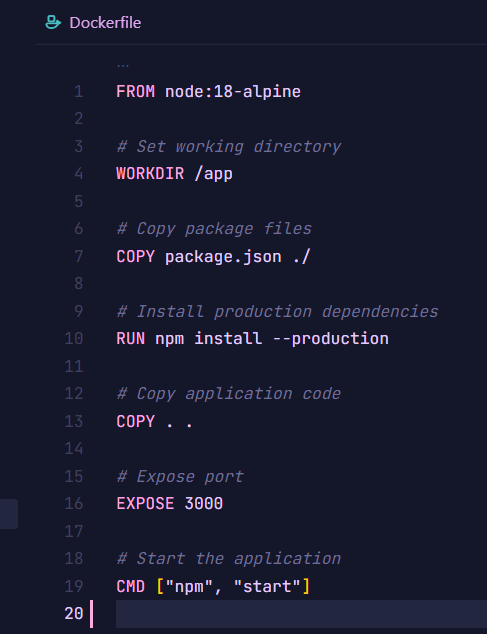 Dockerfile
...
1 FROM node:18-alpine
2
3 # Set working directory
4 WORKDIR /app
5
6 # Copy package files
7 COPY package.json ./
8
9 # Install production dependencies
10 RUN npm install --production
11
12 # Copy application code
13 COPY . .
14
15 # Expose port
16 EXPOSE 3000
17
18 # Start the application
19 CMD ["npm", "start"]
20